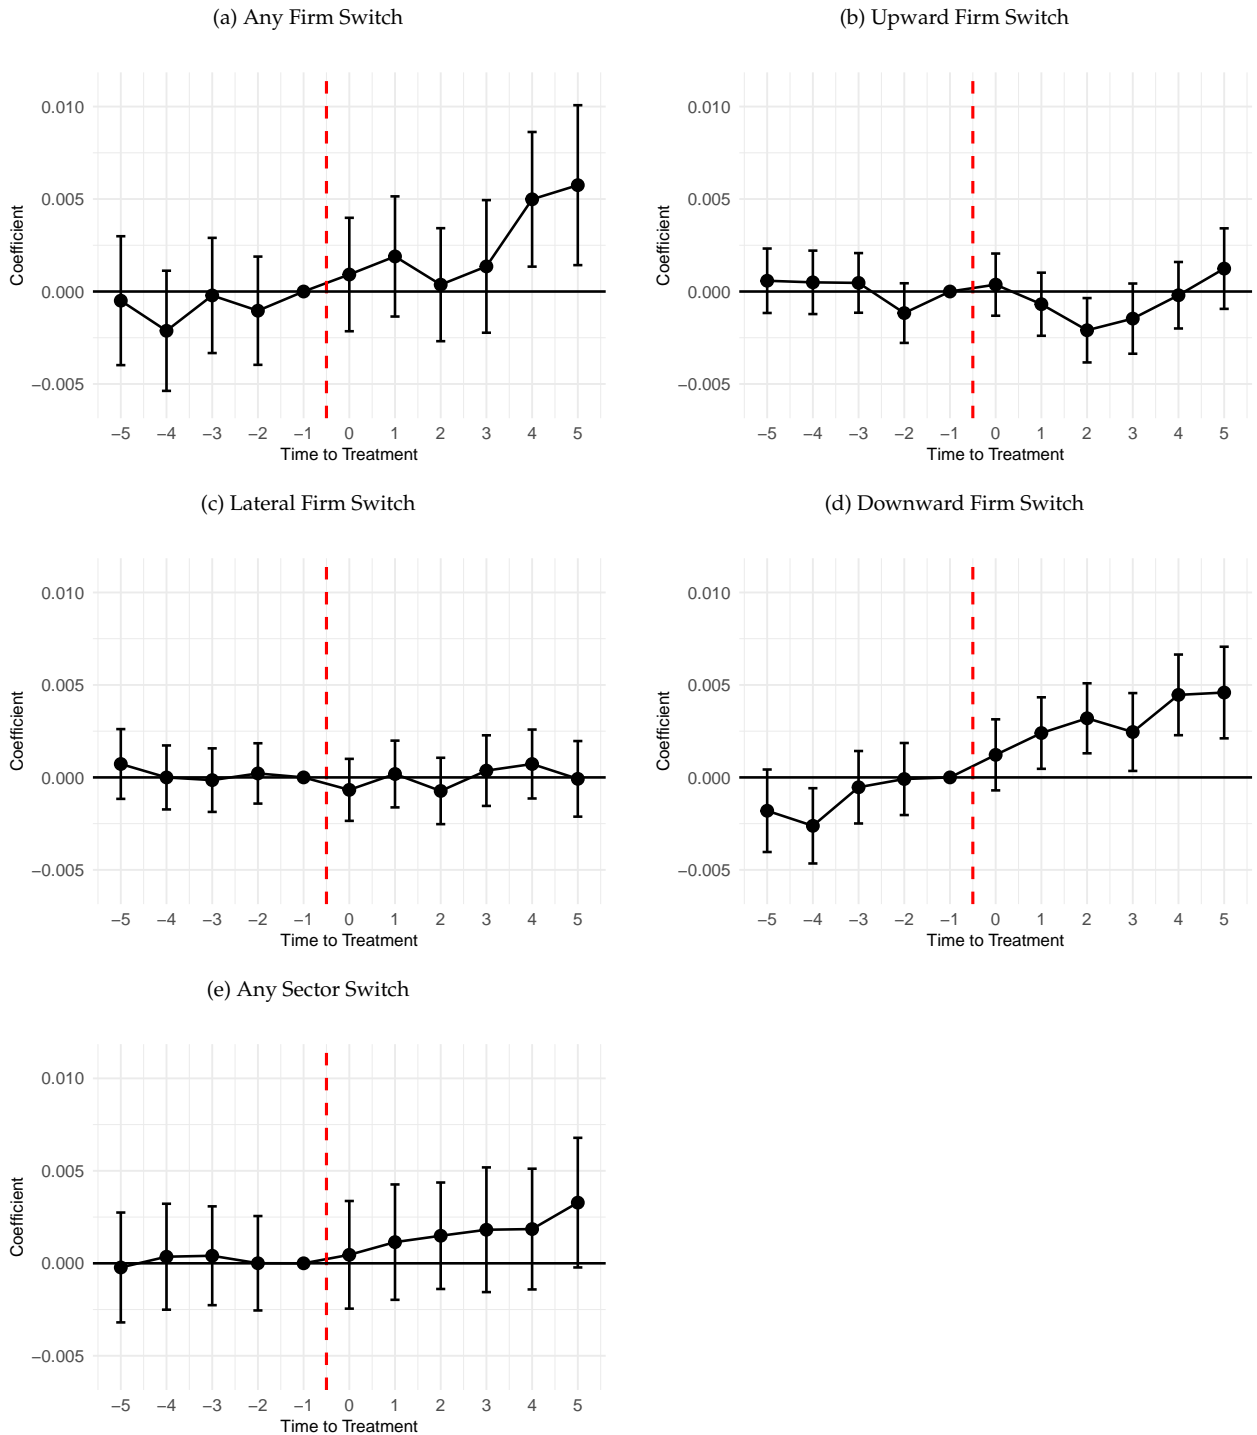 (a) Any Firm Switch
0.010
0.005
0.000
−0.005
Coefficient
−5 −4 −3 −2 −1 0 1 2 3 4 5
Time to Treatment
(b) Upward Firm Switch
0.010
0.005
0.000
−0.005
Coefficient
−5 −4 −3 −2 −1 0 1 2 3 4 5
Time to Treatment
(c) Lateral Firm Switch
0.010
0.005
0.000
−0.005
Coefficient
−5 −4 −3 −2 −1 0 1 2 3 4 5
Time to Treatment
(d) Downward Firm Switch
0.010
0.005
0.000
−0.005
Coefficient
−5 −4 −3 −2 −1 0 1 2 3 4 5
Time to Treatment
(e) Any Sector Switch
0.010
0.005
0.000
−0.005
Coefficient
−5 −4 −3 −2 −1 0 1 2 3 4 5
Time to Treatment